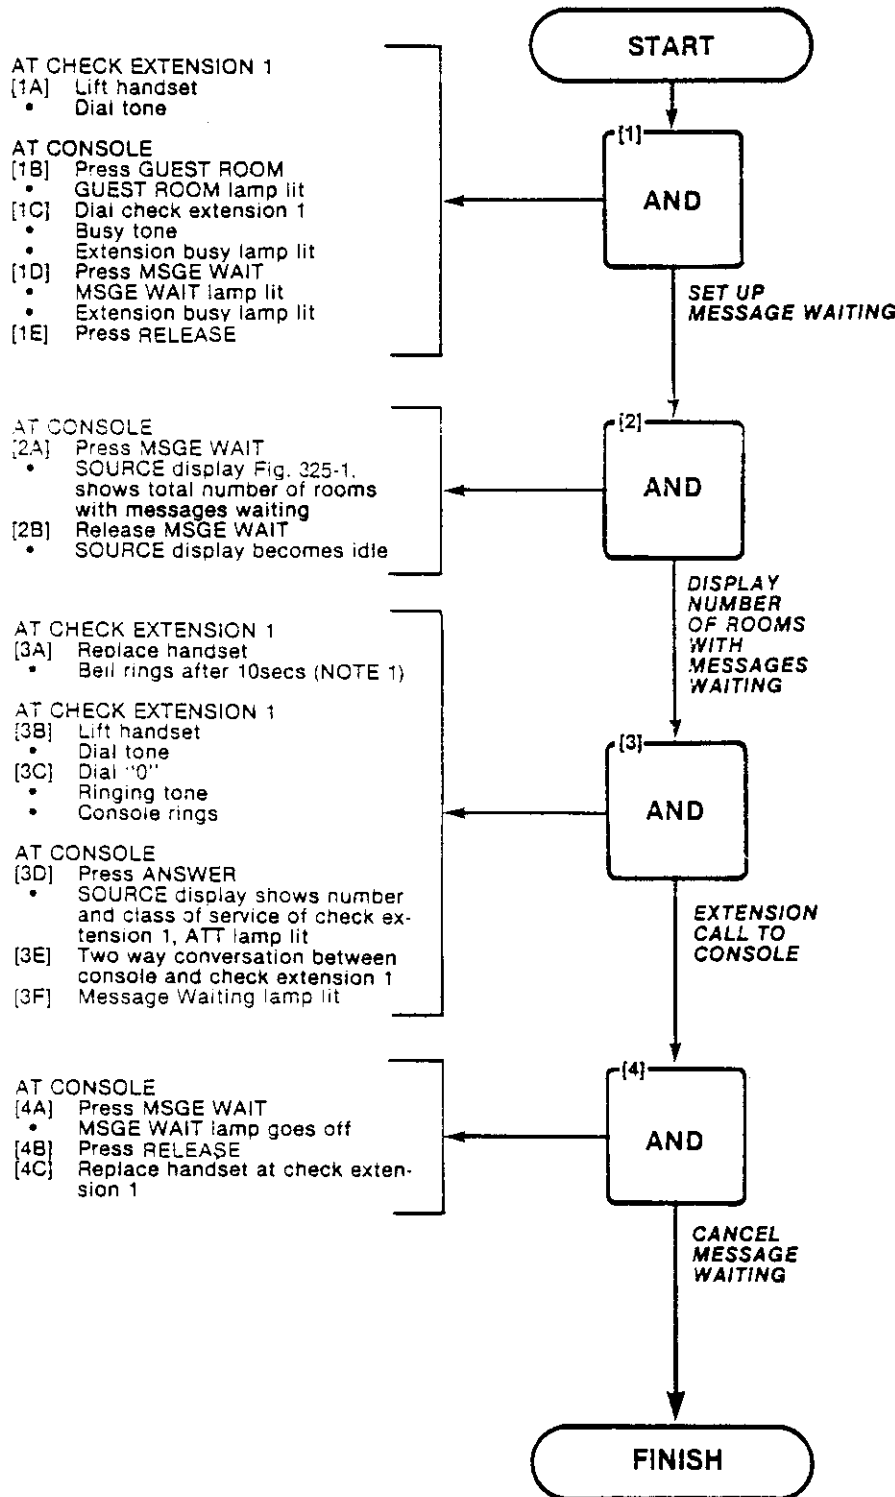 START
AT CHECK EXTENSION 1
[1A] Lift handset
• Dial tone
AT CONSOLE
[1B] Press GUEST ROOM
• GUEST ROOM lamp lit
[1C] Dial check extension 1
• Busy tone
• Extension busy lamp lit
[1D] Press MSGE WAIT
• MSGE WAIT lamp lit
• Extension busy lamp lit
[1E] Press RELEASE
[1]
AND
SET UP
MESSAGE WAITING
AT CONSOLE
[2A] Press MSGE WAIT
• SOURCE display Fig. 325-1,
shows total number of rooms
with messages waiting
[2B] Release MSGE WAIT
• SOURCE display becomes idle
[2]
AND
DISPLAY
NUMBER
OF ROOMS
WITH
MESSAGES
WAITING
AT CHECK EXTENSION 1
[3A] Replace handset
• Bell rings after 10secs (NOTE 1)
AT CHECK EXTENSION 1
[3B] Lift handset
• Dial tone
[3C] Dial "0"
• Ringing tone
• Console rings
AT CONSOLE
[3D] Press ANSWER
• SOURCE display shows number
and class of service of check ex-
tension 1, ATT lamp lit
[3E] Two way conversation between
console and check extension 1
[3F] Message Waiting lamp lit
[3]
AND
EXTENSION
CALL TO
CONSOLE
AT CONSOLE
[4A] Press MSGE WAIT
• MSGE WAIT lamp goes off
[4B] Press RELEASE
[4C] Replace handset at check exten-
sion 1
[4]
AND
CANCEL
MESSAGE
WAITING
FINISH